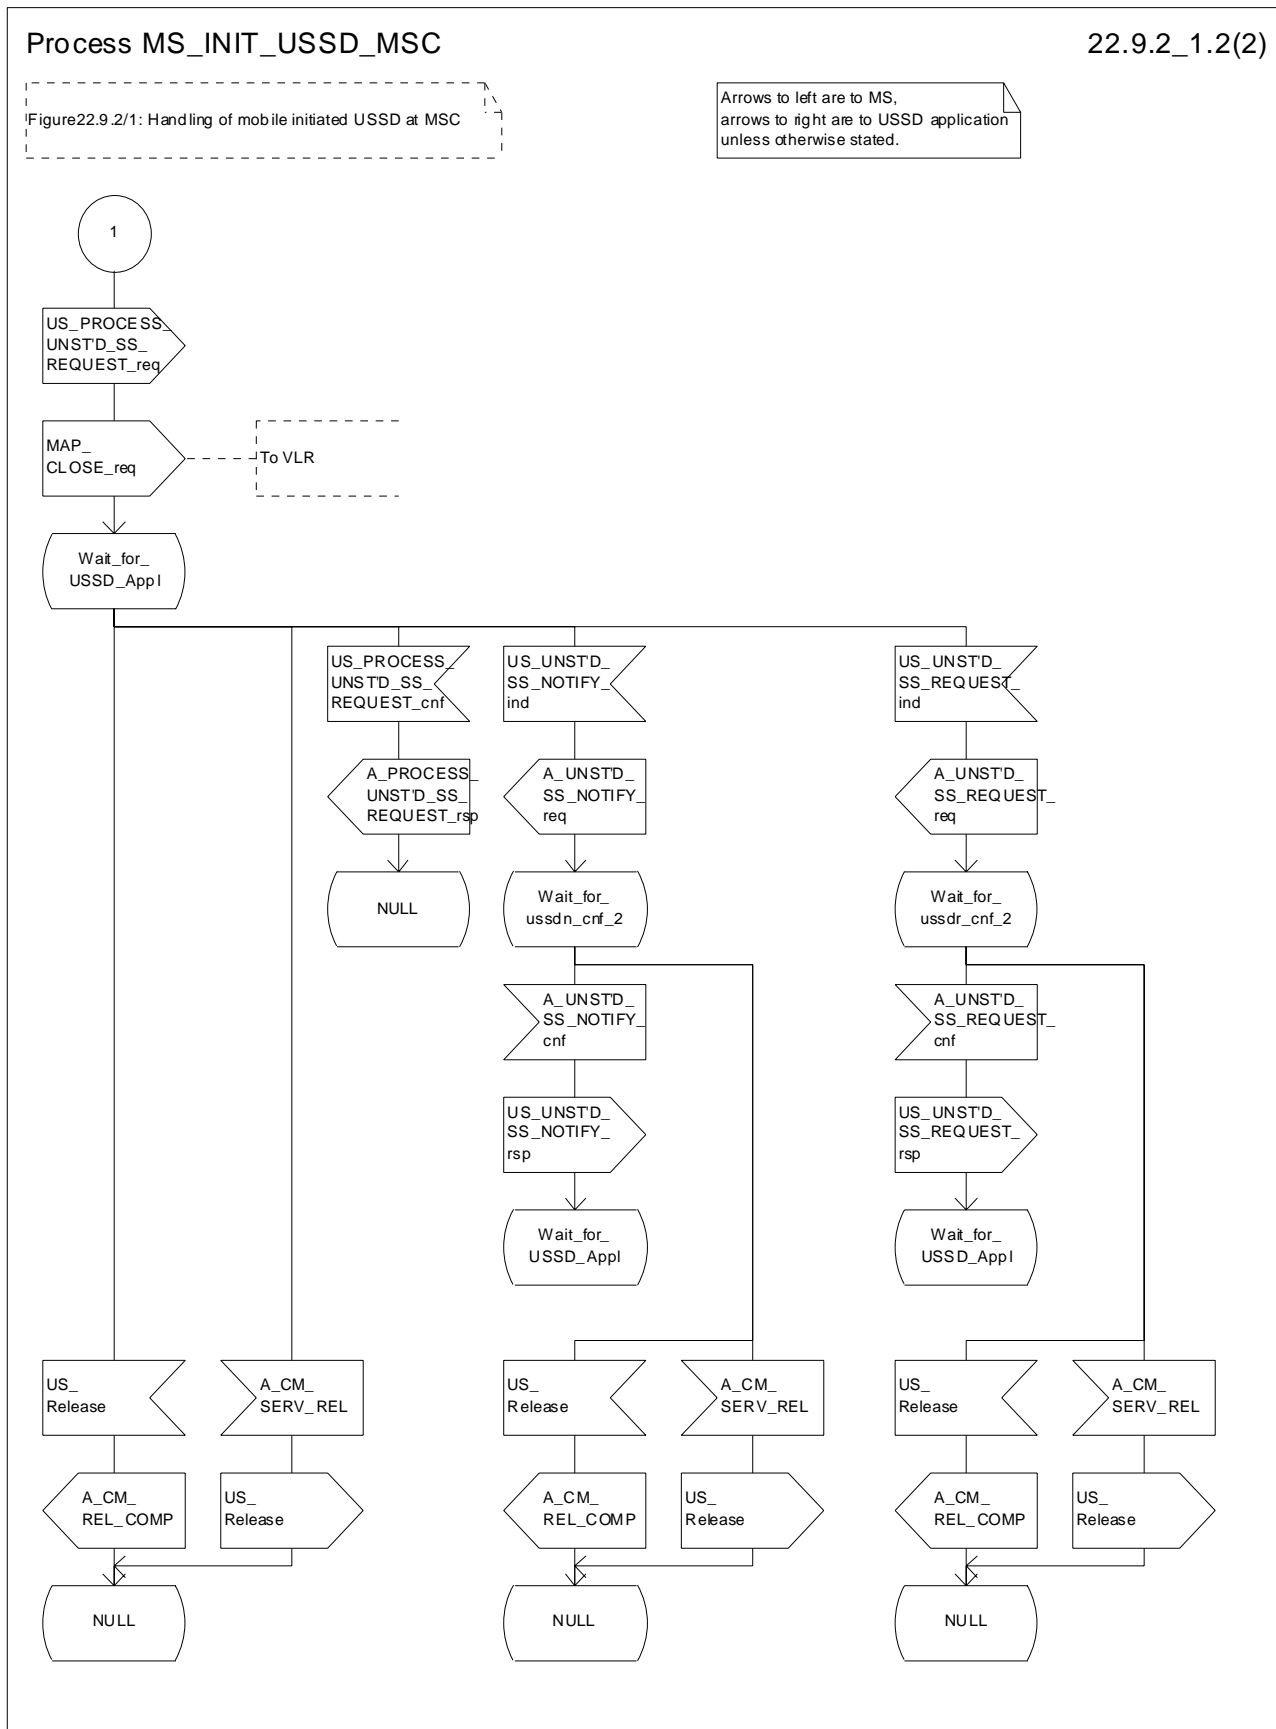 Process MS_INIT_USSD_MSC
22.9.2_1.2(2)
Figure22.9.2/1: Handling of mobile initiated USSD at MSC
Arrows to left are to MS,
arrows to right are to USSD application
unless otherwise stated.
1
US_PROCESS_
UNST'D_SS_
REQUEST_req
MAP_
CLOSE_req
To VLR
Wait_for_
USSD_Appl
US_PROCESS_
UNST'D_SS_
REQUEST_cnf
US_UNST'D_
SS_NOTIFY_
ind
US_UNST'D_
SS_REQUEST_
ind
A_PROCESS_
UNST'D_SS_
REQUEST_rsp
A_UNST'D_
SS_NOTIFY_
req
A_UNST'D_
SS_REQUEST_
req
NULL
Wait_for_
ussdn_cnf_2
Wait_for_
ussdr_cnf_2
A_UNST'D_
SS_NOTIFY_
cnf
A_UNST'D_
SS_REQUEST_
cnf
US_UNST'D_
SS_NOTIFY_
rsp
US_UNST'D_
SS_REQUEST_
rsp
Wait_for_
USSD_Appl
Wait_for_
USSD_Appl
US_
Release
A_CM_
SERV_REL
US_
Release
A_CM_
SERV_REL
US_
Release
A_CM_
SERV_REL
A_CM_
REL_COMP
US_
Release
A_CM_
REL_COMP
US_
Release
A_CM_
REL_COMP
US_
Release
NULL
NULL
NULL